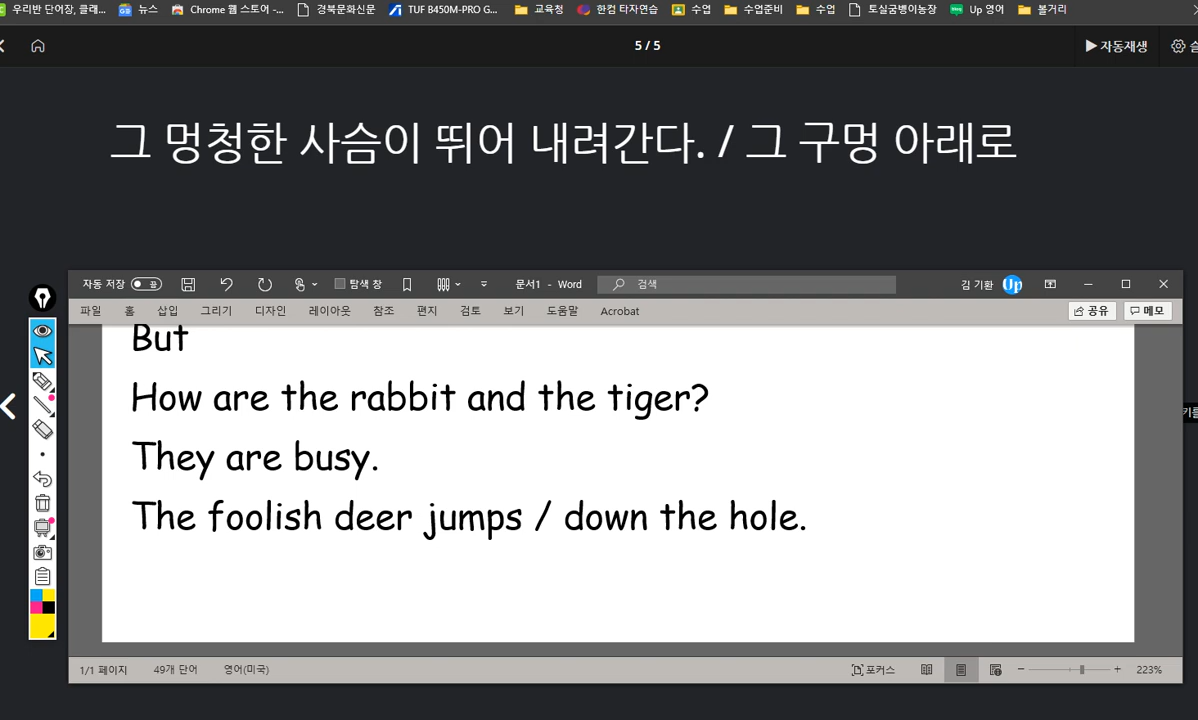 우리반 단어장, 클래... 뉴스 Chrome 웹 스토어 -... 경북문화신문 TUF B450M-PRO G... 교육청 한컴 타자연습 수업 수업준비 수업 토실굼벵이농장 Up 영어 볼거리
5 / 5 자동재생
그 멍청한 사슴이 뛰어 내려간다. / 그 구멍 아래로
자동 저장 끔 탐색 창 문서1 - Word 검색 김 기환 Up
파일 홈 삽입 그리기 디자인 레이아웃 참조 편지 검토 보기 도움말 Acrobat 공유 메모
But
How are the rabbit and the tiger?
키를
They are busy.
The foolish deer jumps / down the hole.
1/1 페이지 49개 단어 영어(미국) 포커스 223%